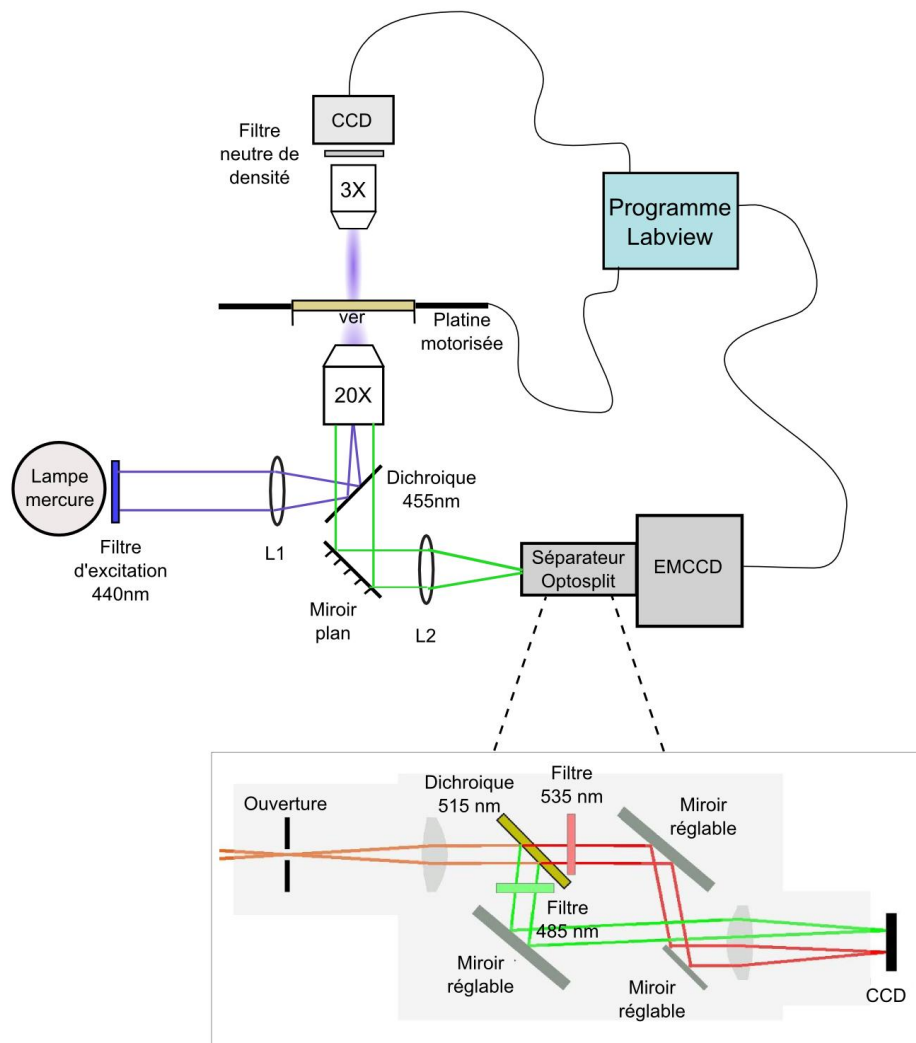 CCD
Filtre
neutre de
densité
3X
Programme
Labview
ver
Platine
motorisée
20X
Lampe
mercure
Dichroique
455nm
Filtre
d'excitation
440nm
L1
Miroir
plan
L2
Séparateur
Optosplit
EMCCD
Ouverture
Dichroique
515 nm
Filtre
535 nm
Miroir
réglable
Filtre
485 nm
Miroir
réglable
Miroir
réglable
CCD